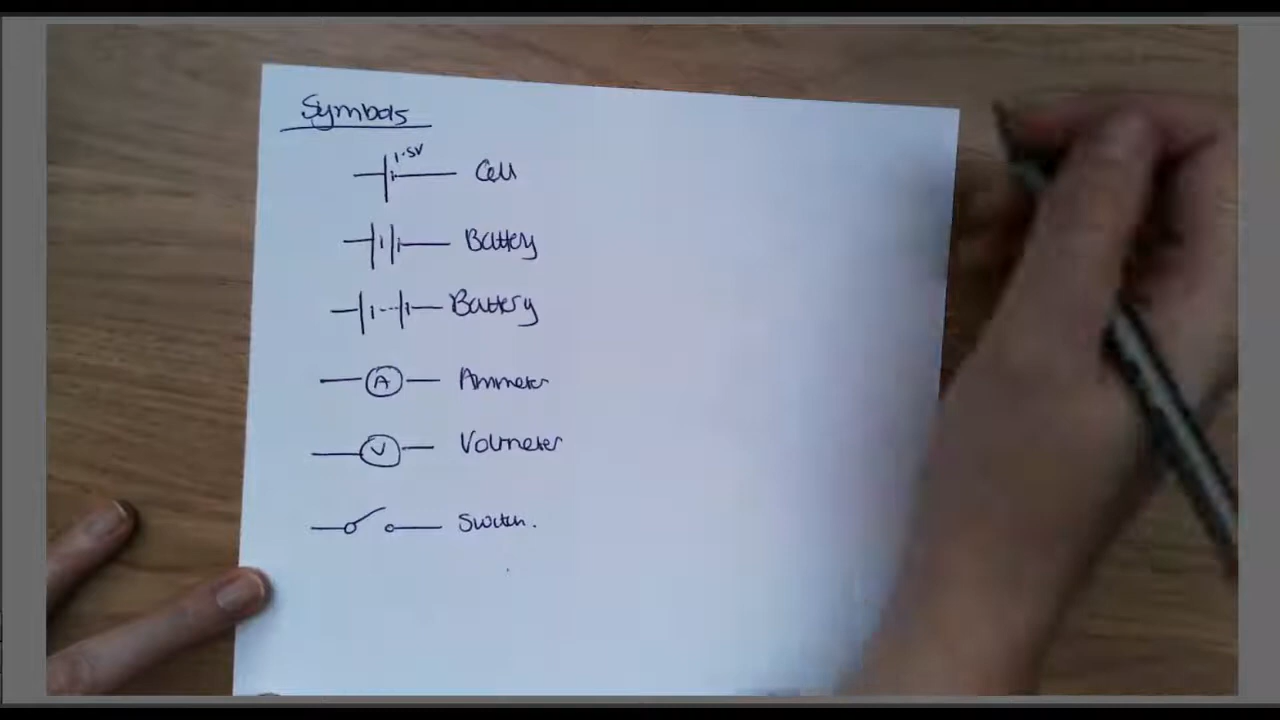 Symbols
1.5V
Cell
Battery
Battery
A Ammeter
V Voltmeter
Switch.